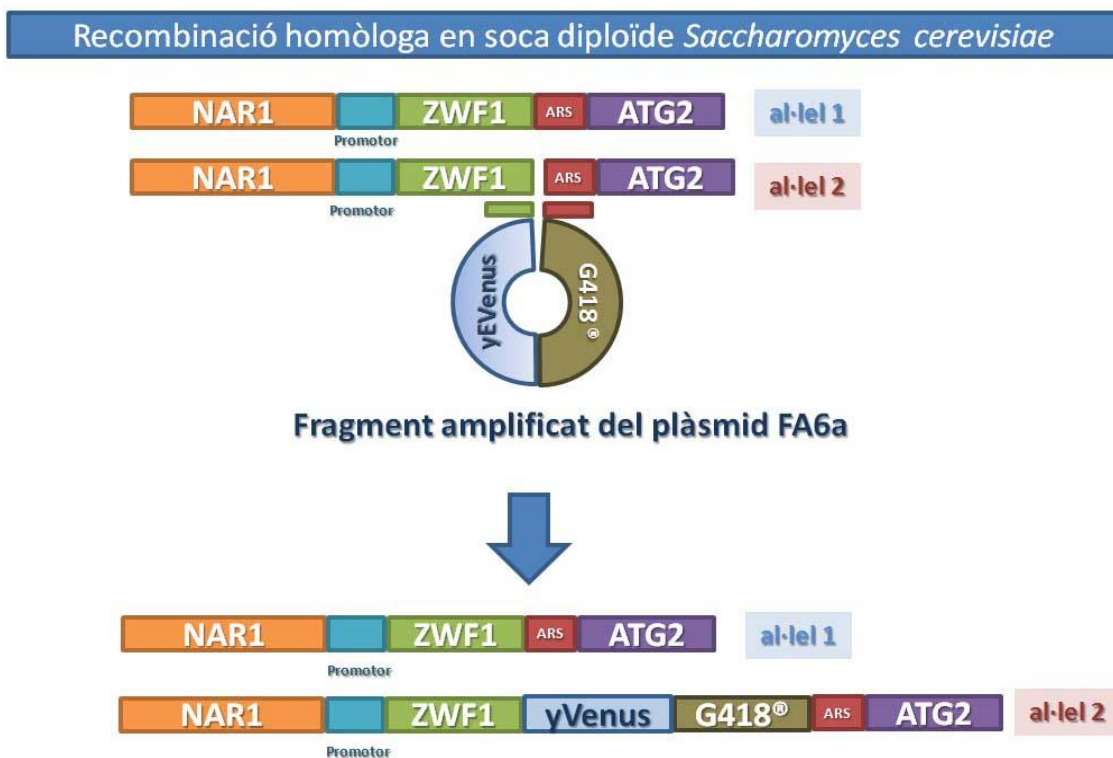 Recombinació homòloga en soca diploïde Saccharomyces cerevisiae
NAR1 ZWF1 ARS ATG2 al·lel 1
Promotor
NAR1 ZWF1 ARS ATG2 al·lel 2
Promotor
yEVenus G418®
Fragment amplificat del plàsmid FA6a
NAR1 ZWF1 ARS ATG2 al·lel 1
Promotor
NAR1 ZWF1 yVenus G418® ARS ATG2 al·lel 2
Promotor